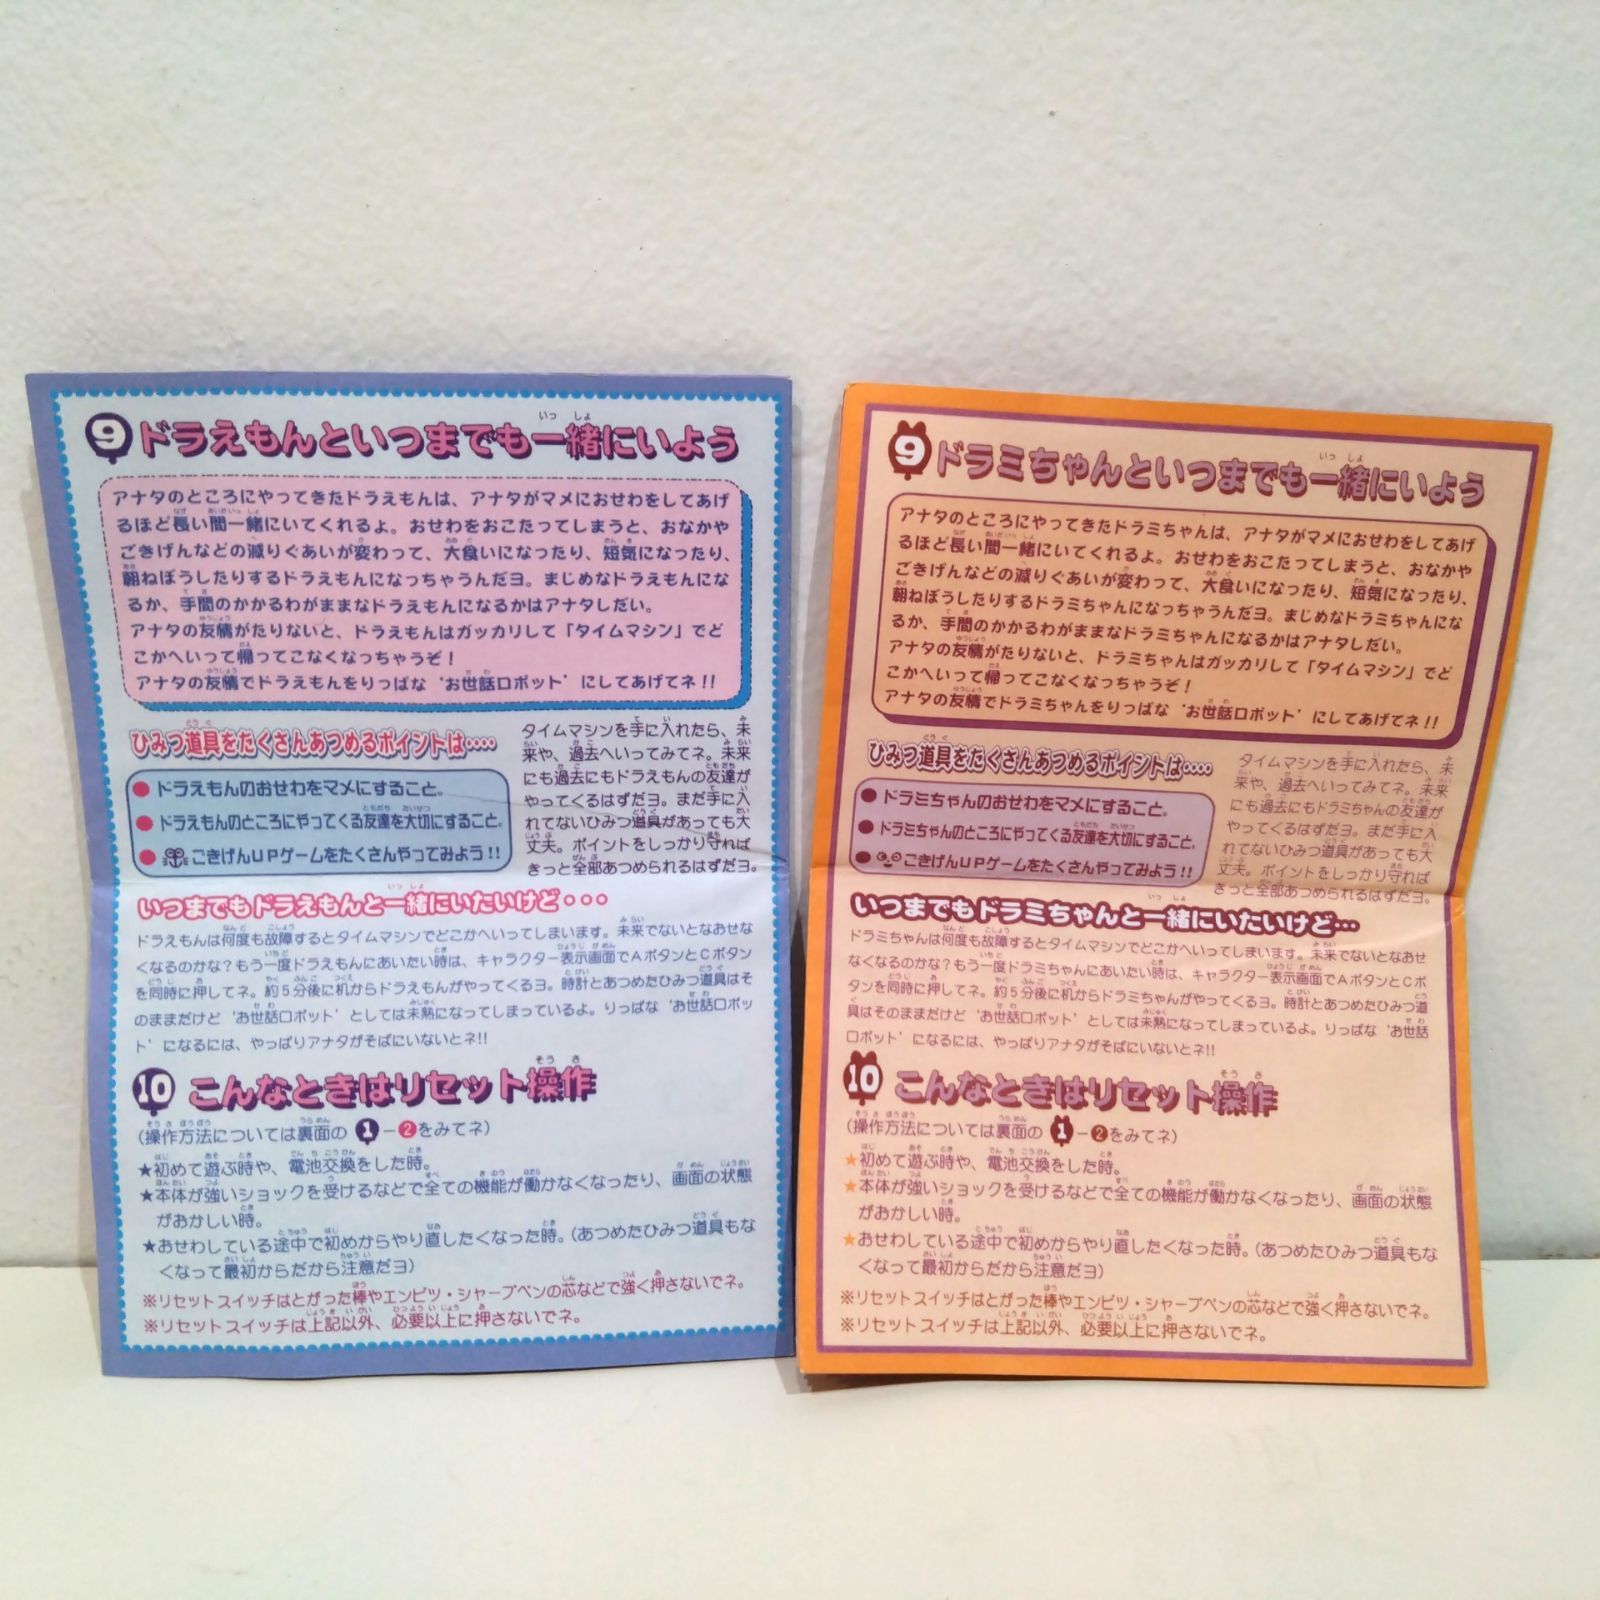 9 ドラえもんといつまでも一緒にいよう
アナタのところにやってきたドラえもんは、アナタがマメにおせわをしてあげ
るほど長い間一緒にいてくれるよ。おせわをおこたってしまうと、おなかや
ごきげんなどの減りぐあいが変わって、大食いになったり、短気になったり、
朝ねぼうしたりするドラえもんになっちゃうんだヨ。まじめなドラえもんにな
るか、手間のかかるわがままなドラえもんになるかはアナタしだい。
アナタの友情がたりないと、ドラえもんはガッカリして「タイムマシン」でど
こかへいって帰ってこなくなっちゃうぞ!
アナタの友情でドラえもんをりっぱな‘お世話ロボット’にしてあげてネ!!
ひみつ道具をたくさんあつめるポイントは····
●ドラえもんのおせわをマメにすること。
●ドラえもんのところにやってくる友達を大切にすること。
●ごきげんUPゲームをたくさんやってみよう!!
タイムマシンを手に入れたら、未
来や、過去へいってみてネ。未来
にも過去にもドラえもんの友達が
やってくるはずだヨ。まだ手に入
れてないひみつ道具があっても大
丈夫。ポイントをしっかり守れば
きっと全部あつめられるはずだヨ。
いつまでもドラえもんと一緒にいたいけど・・・
ドラえもんは何度も故障するとタイムマシンでどこかへいってしまいます。未来でないとなおせな
くなるのかな?もう一度ドラえもんにあいたい時は、キャラクター表示画面でAボタンとCボタン
を同時に押してネ。約5分後に机からドラえもんがやってくるヨ。時計とあつめたひみつ道具はそ
のままだけど‘お世話ロボット’としては未熟になってしまっているよ。りっぱな‘お世話ロボッ
ト’になるには、やっぱりアナタがそばにいないとネ!!
10 こんなときはリセット操作
(操作方法については裏面の1-2をみてネ)
★初めて遊ぶ時や、電池交換をした時。
★本体が強いショックを受けるなどで全ての機能が働かなくなったり、画面の状態
がおかしい時。
★おせわしている途中で初めからやり直したくなった時。(あつめたひみつ道具もな
くなって最初からだから注意だヨ)
※リセットスイッチはとがった棒やエンピツ・シャープペンの芯などで強く押さないでネ。
※リセットスイッチは上記以外、必要以上に押さないでネ。
9 ドラミちゃんといつまでも一緒にいよう
アナタのところにやってきたドラミちゃんは、アナタがマメにおせわをしてあげ
るほど長い間一緒にいてくれるよ。おせわをおこたってしまうと、おなかや
ごきげんなどの減りぐあいが変わって、大食いになったり、短気になったり、
朝ねぼうしたりするドラミちゃんになっちゃうんだヨ。まじめなドラミちゃんにな
るか、手間のかかるわがままなドラミちゃんになるかはアナタしだい。
アナタの友情がたりないと、ドラミちゃんはガッカリして「タイムマシン」でど
こかへいって帰ってこなくなっちゃうぞ!
アナタの友情でドラミちゃんをりっぱな‘お世話ロボット’にしてあげてネ!!
ひみつ道具をたくさんあつめるポイントは····
●ドラミちゃんのおせわをマメにすること。
●ドラミちゃんのところにやってくる友達を大切にすること。
●ごきげんUPゲームをたくさんやってみよう!!
タイムマシンを手に入れたら、未
来や、過去へいってみてネ。未来
にも過去にもドラミちゃんの友達が
やってくるはずだヨ。まだ手に入
れてないひみつ道具があっても大
丈夫。ポイントをしっかり守れば
きっと全部あつめられるはずだヨ。
いつまでもドラミちゃんと一緒にいたいけど…
ドラミちゃんは何度も故障するとタイムマシンでどこかへいってしまいます。未来でないとなおせ
なくなるのかな?もう一度ドラミちゃんにあいたい時は、キャラクター表示画面でAボタンとCボ
タンを同時に押してネ。約5分後に机からドラミちゃんがやってくるヨ。時計とあつめたひみつ道
具はそのままだけど‘お世話ロボット’としては未熟になってしまっているよ。りっぱな‘お世話
ロボット’になるには、やっぱりアナタがそばにいないとネ!!
10 こんなときはリセット操作
(操作方法については裏面の1-2をみてネ)
★初めて遊ぶ時や、電池交換をした時。
★本体が強いショックを受けるなどで全ての機能が働かなくなったり、画面の状態
がおかしい時。
★おせわしている途中で初めからやり直したくなった時。(あつめたひみつ道具もな
くなって最初からだから注意だヨ)
※リセットスイッチはとがった棒やエンピツ・シャープペンの芯などで強く押さないでネ。
※リセットスイッチは上記以外、必要以上に押さないでネ。